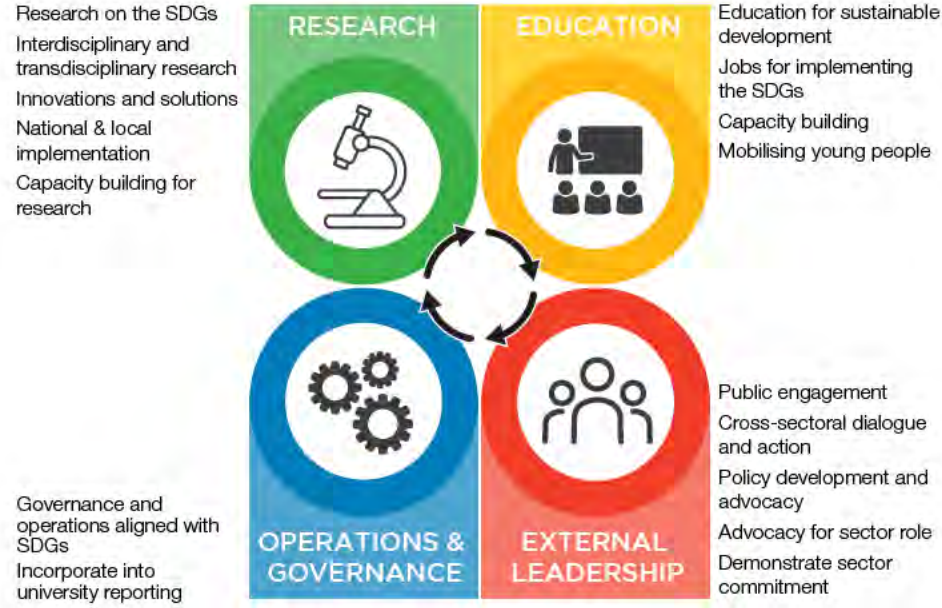 RESEARCH
Research on the SDGs
Interdisciplinary and
transdisciplinary research
Innovations and solutions
National & local
implementation
Capacity building for
research
EDUCATION
Education for sustainable
development
Jobs for implementing
the SDGs
Capacity building
Mobilising young people
Governance and
operations aligned with
SDGs
Incorporate into
university reporting
OPERATIONS &
GOVERNANCE
EXTERNAL
LEADERSHIP
Public engagement
Cross-sectoral dialogue
and action
Policy development and
advocacy
Advocacy for sector role
Demonstrate sector
commitment